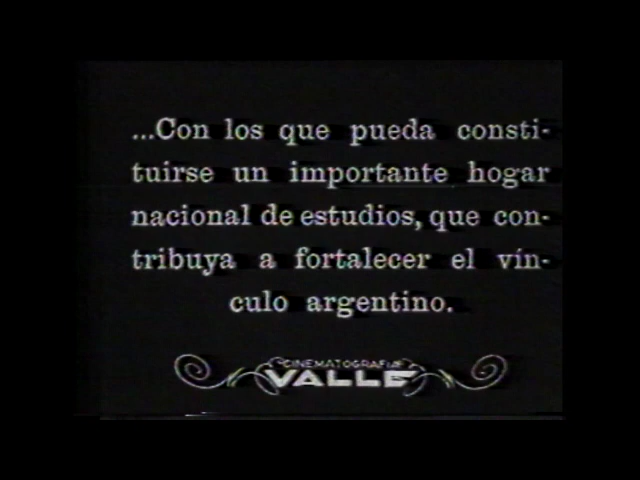 ...Con los que pueda consti-
tuirse un importante hogar
nacional de estudios, que con-
tribuya a fortalecer el vín-
culo argentino.
CINEMATOGRAFIA
VALLE